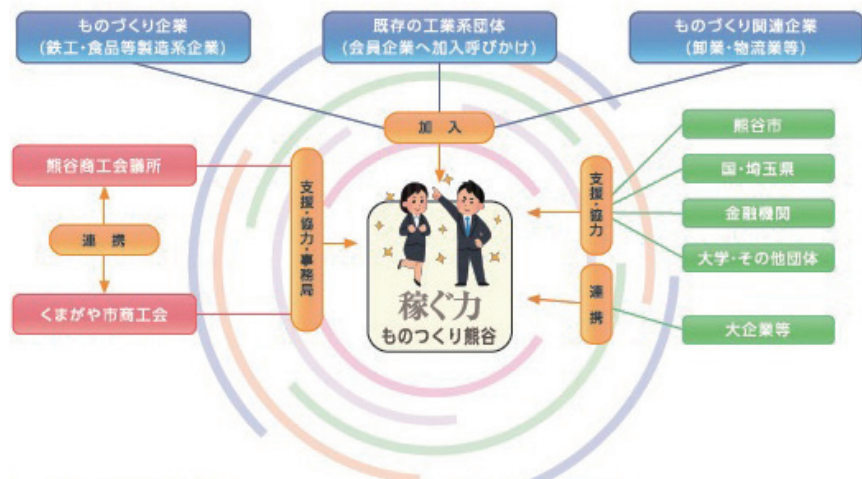 ものづくり企業
(鉄工・食品等製造系企業)
既存の工業系団体
(会員企業へ加入呼びかけ)
ものづくり関連企業
(卸業・物流業等)
加入
熊谷商工会議所
連携
くまがや市商工会
支援・協力・事務局
稼ぐ力
ものつくり熊谷
支援・協力
連携
熊谷市
国・埼玉県
金融機関
大学・その他団体
大企業等